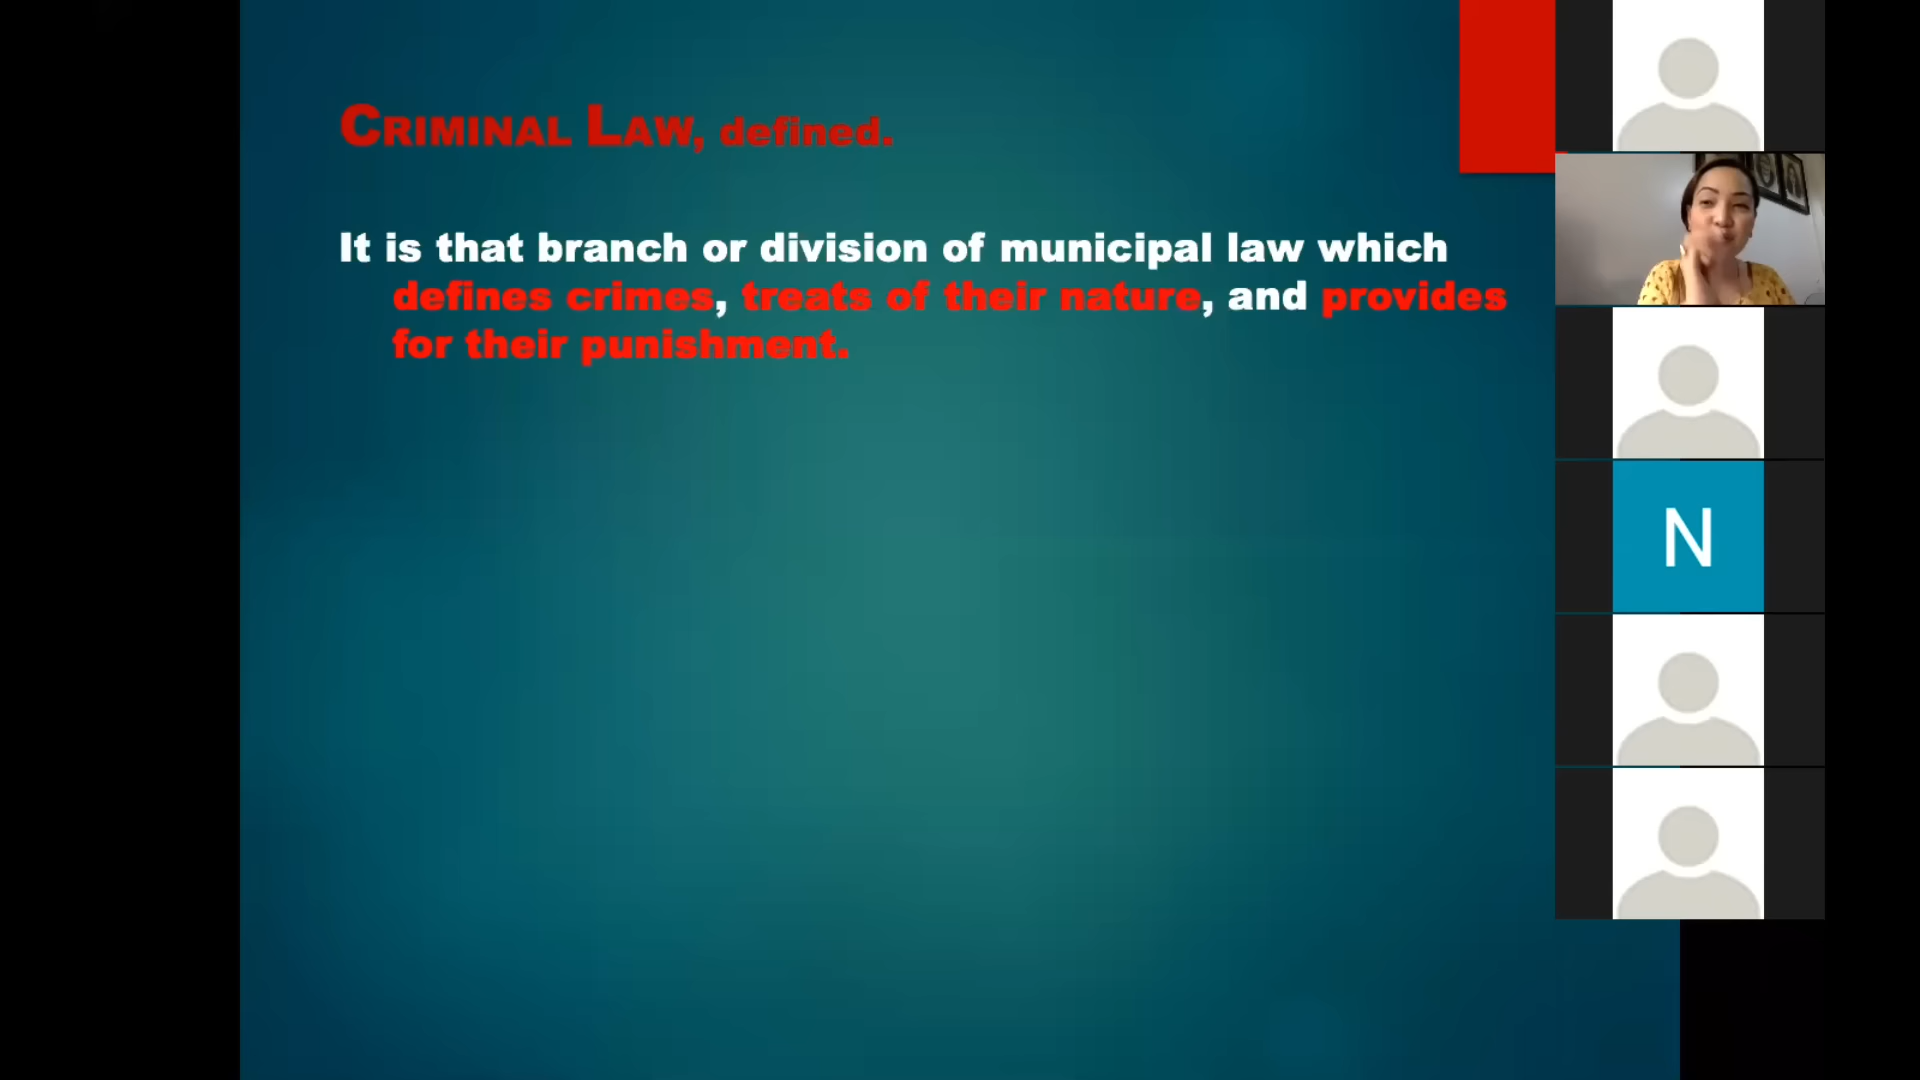 CRIMINAL LAW, defined.
It is that branch or division of municipal law which
defines crimes, treats of their nature, and provides
for their punishment.
N